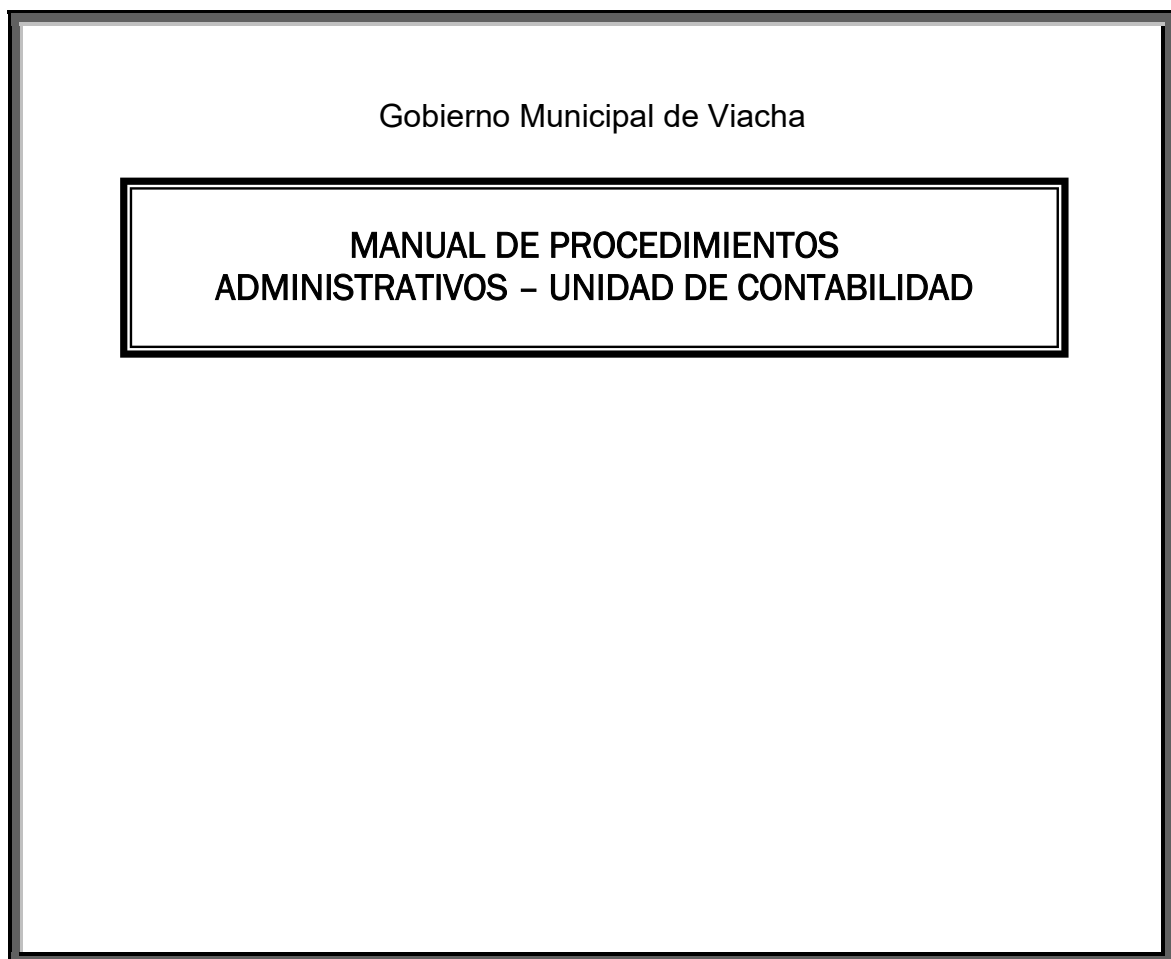 Gobierno Municipal de Viacha
MANUAL DE PROCEDIMIENTOS
ADMINISTRATIVOS – UNIDAD DE CONTABILIDAD